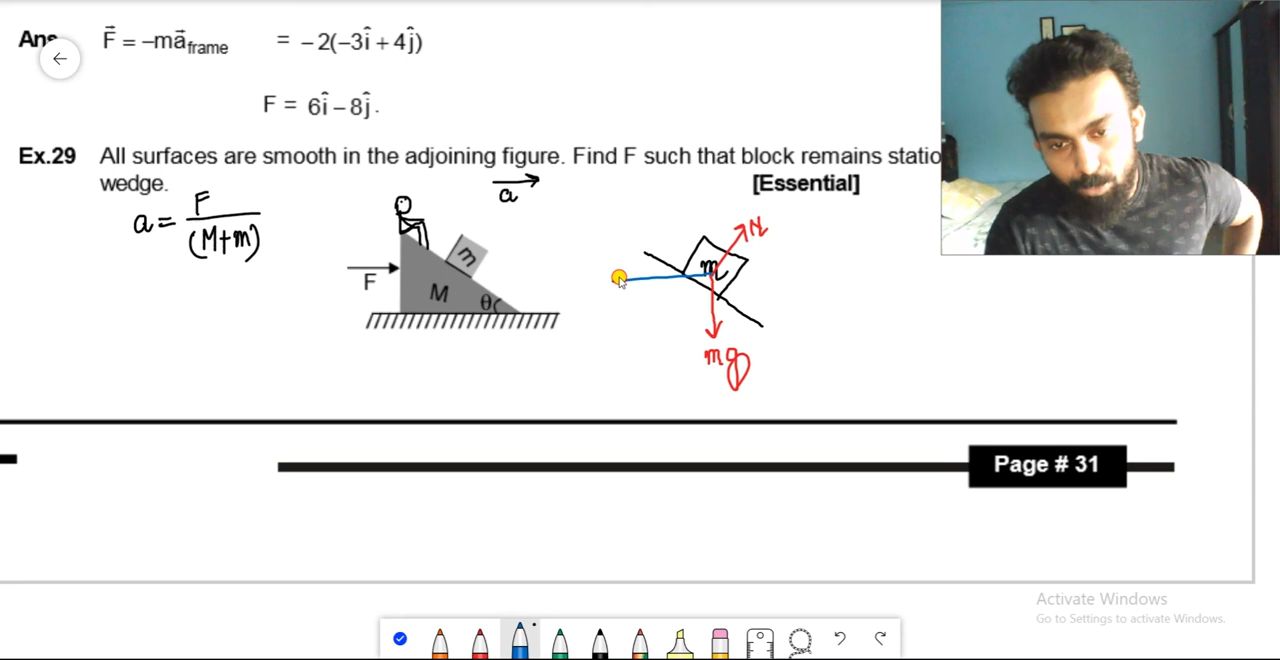 Ans F⃗ = –ma⃗frame = – 2(–3î + 4ĵ)
F = 6î – 8ĵ.
Ex.29 All surfaces are smooth in the adjoining figure. Find F such that block remains statio
wedge. [Essential]
a
a = F/(M+m)
N
m
m
F
M
θ
mg
Page # 31
Activate Windows
Go to Settings to activate Windows.